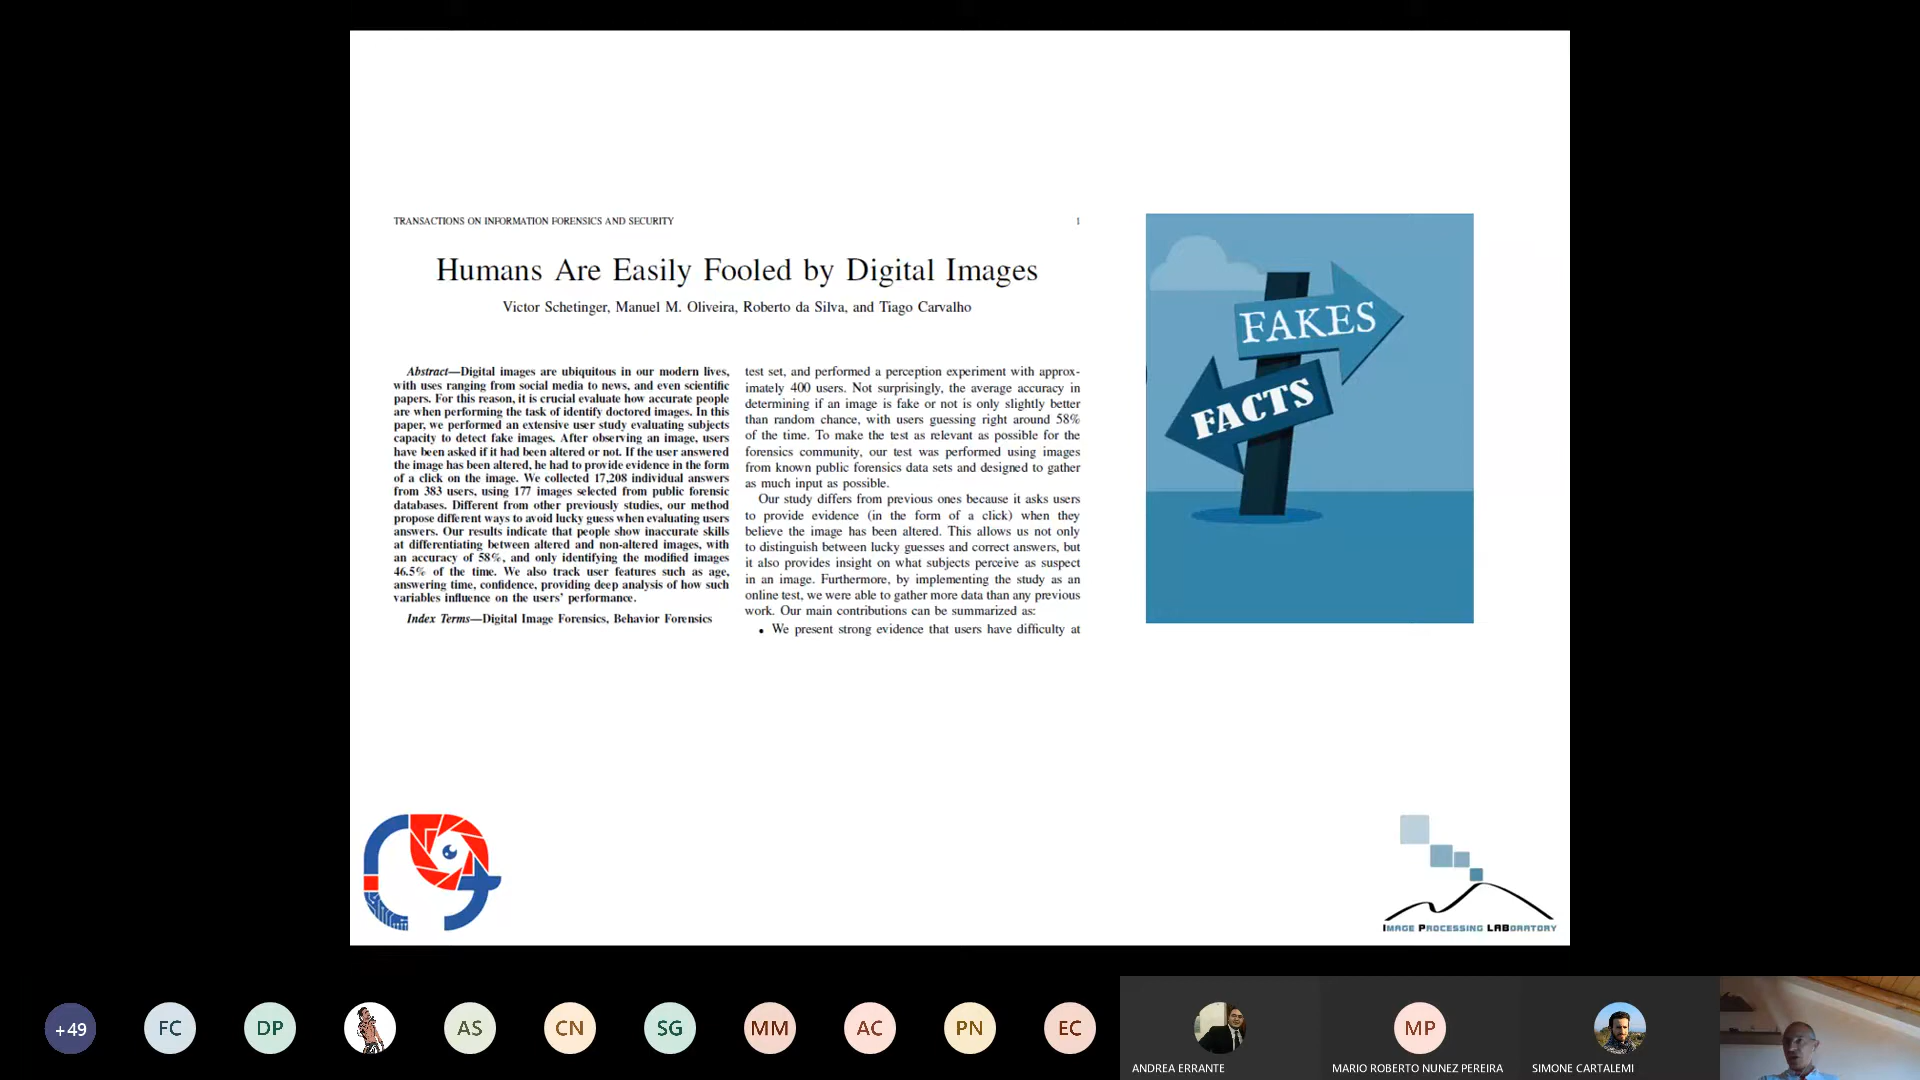 TRANSACTIONS ON INFORMATION FORENSICS AND SECURITY 1
Humans Are Easily Fooled by Digital Images
Victor Schetinger, Manuel M. Oliveira, Roberto da Silva, and Tiago Carvalho
Abstract—Digital images are ubiquitous in our modern lives,
with uses ranging from social media to news, and even scientific
papers. For this reason, it is crucial evaluate how accurate people
are when performing the task of identify doctored images. In this
paper, we performed an extensive user study evaluating subjects
capacity to detect fake images. After observing an image, users
have been asked if it had been altered or not. If the user answered
the image has been altered, he had to provide evidence in the form
of a click on the image. We collected 17,208 individual answers
from 383 users, using 177 images selected from public forensic
databases. Different from other previously studies, our method
propose different ways to avoid lucky guess when evaluating users
answers. Our results indicate that people show inaccurate skills
at differentiating between altered and non-altered images, with
an accuracy of 58%, and only identifying the modified images
46.5% of the time. We also track user features such as age,
answering time, confidence, providing deep analysis of how such
variables influence on the users' performance.
Index Terms—Digital Image Forensics, Behavior Forensics
test set, and performed a perception experiment with approx-
imately 400 users. Not surprisingly, the average accuracy in
determining if an image is fake or not is only slightly better
than random chance, with users guessing right around 58%
of the time. To make the test as relevant as possible for the
forensics community, our test was performed using images
from known public forensics data sets and designed to gather
as much input as possible.
Our study differs from previous ones because it asks users
to provide evidence (in the form of a click) when they
believe the image has been altered. This allows us not only
to distinguish between lucky guesses and correct answers, but
it also provides insight on what subjects perceive as suspect
in an image. Furthermore, by implementing the study as an
online test, we were able to gather more data than any previous
work. Our main contributions can be summarized as:
• We present strong evidence that users have difficulty at
FAKES
FACTS
IMAGE PROCESSING LABORATORY
+49
FC
DP
AS
CN
SG
MM
AC
PN
EC
MP
ANDREA ERRANTE
MARIO ROBERTO NUNEZ PEREIRA
SIMONE CARTALEMI